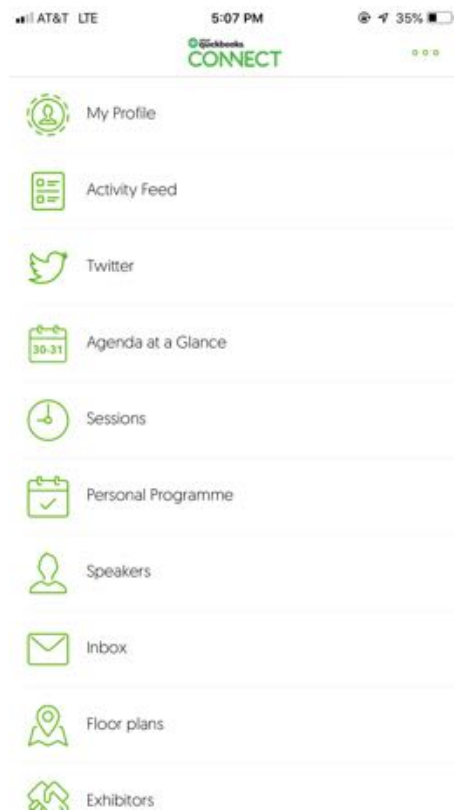 AT&T LTE 5:07 PM 35%
quickbooks.
CONNECT
My Profile
Activity Feed
Twitter
30-31
Agenda at a Glance
Sessions
Personal Programme
Speakers
Inbox
Floor plans
Exhibitors